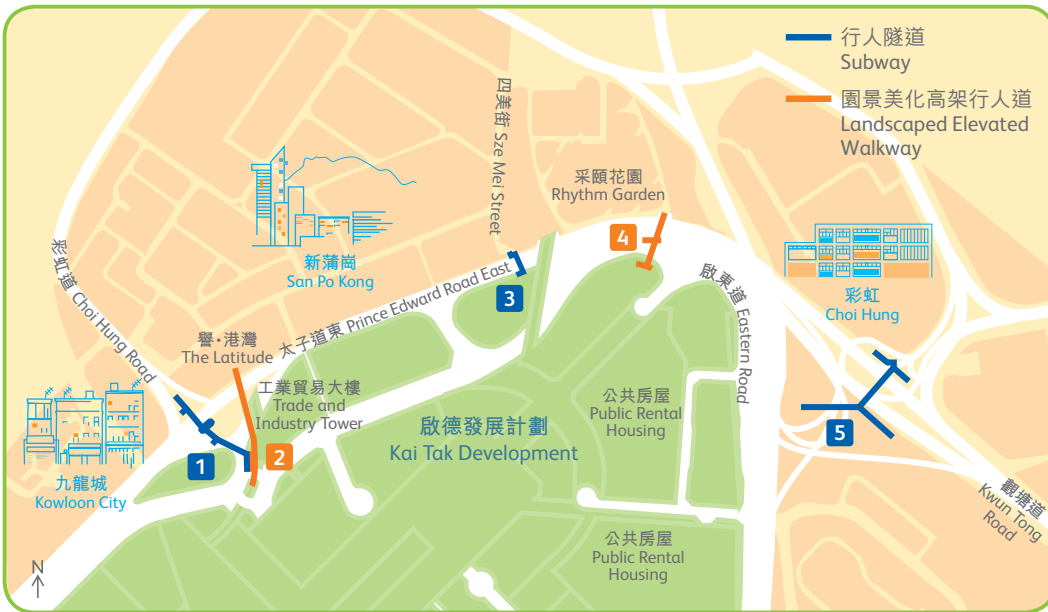 行人隧道
Subway
園景美化高架行人道
Landscaped Elevated
Walkway
四美街 Sze Mei Street
采頤花園
Rhythm Garden
4
新蒲崗
San Po Kong
彩虹道 Choi Hung Road
太子道東 Prince Edward Road East
3
啟東道 Eastern Road
彩虹
Choi Hung
譽·港灣
The Latitude
工業貿易大樓
Trade and
Industry Tower
公共房屋
Public Rental
Housing
啟德發展計劃
Kai Tak Development
5
1
2
九龍城
Kowloon City
觀塘道
Kwun Tong
Road
公共房屋
Public Rental
Housing
N